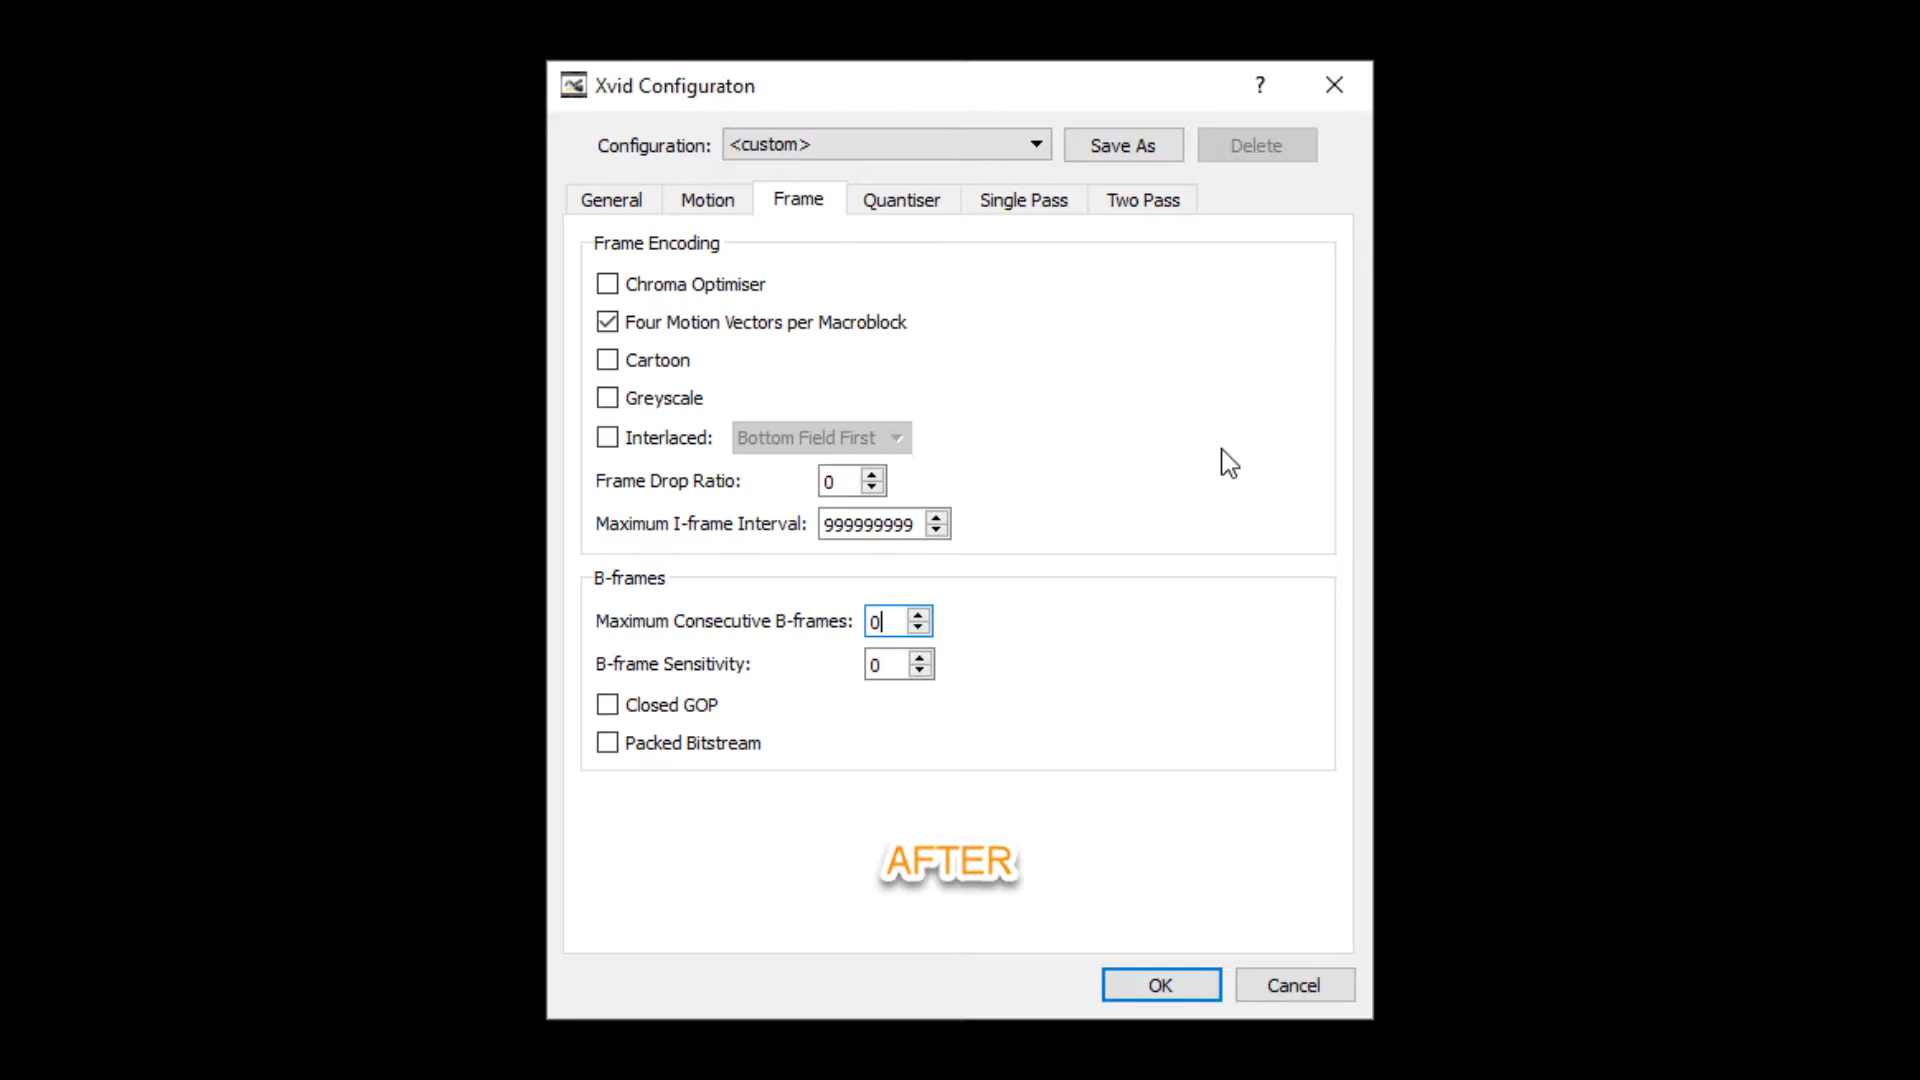 Xvid Configuraton
?
Configuration: <custom> Save As Delete
General Motion Frame Quantiser Single Pass Two Pass
Frame Encoding
Chroma Optimiser
Four Motion Vectors per Macroblock
Cartoon
Greyscale
Interlaced: Bottom Field First
Frame Drop Ratio: 0
Maximum I-frame Interval: 999999999
B-frames
Maximum Consecutive B-frames: 0
B-frame Sensitivity: 0
Closed GOP
Packed Bitstream
AFTER
OK Cancel